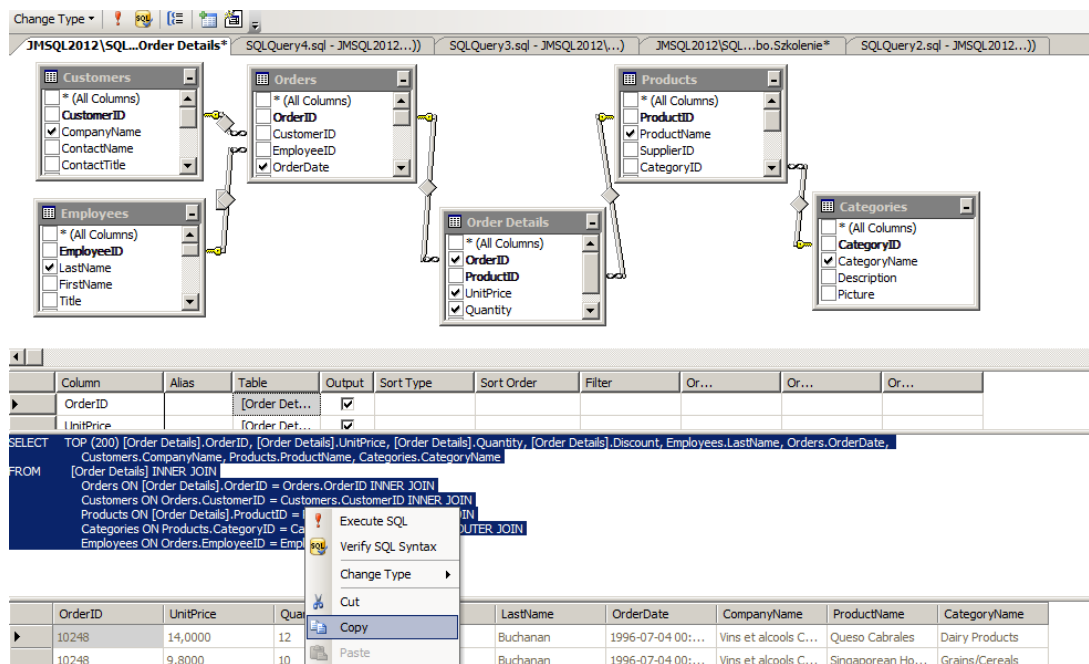 Change Type
JMSQL2012\SQL...Order Details* SQLQuery4.sql - JMSQL2012...)) SQLQuery3.sql - JMSQL2012\...) JMSQL2012\SQL...bo.Szkolenie* SQLQuery2.sql - JMSQL2012...))
Customers
* (All Columns)
CustomerID
CompanyName
ContactName
ContactTitle
Orders
* (All Columns)
OrderID
CustomerID
EmployeeID
OrderDate
Products
* (All Columns)
ProductID
ProductName
SupplierID
CategoryID
Employees
* (All Columns)
EmployeeID
LastName
FirstName
Title
Order Details
* (All Columns)
OrderID
ProductID
UnitPrice
Quantity
Categories
* (All Columns)
CategoryID
CategoryName
Description
Picture
Column Alias Table Output Sort Type Sort Order Filter Or... Or... Or...
OrderID [Order Det...
UnitPrice [Order Det...
SELECT TOP (200) [Order Details].OrderID, [Order Details].UnitPrice, [Order Details].Quantity, [Order Details].Discount, Employees.LastName, Orders.OrderDate,
Customers.CompanyName, Products.ProductName, Categories.CategoryName
FROM [Order Details] INNER JOIN
Orders ON [Order Details].OrderID = Orders.OrderID INNER JOIN
Customers ON Orders.CustomerID = Customers.CustomerID INNER JOIN
Products ON [Order Details].ProductID =
Categories ON Products.CategoryID = JOIN
Employees ON Orders.EmployeeID =
Execute SQL
Verify SQL Syntax
Change Type
Cut
Copy
Paste
OrderID UnitPrice LastName OrderDate CompanyName ProductName CategoryName
10248 14,0000 12 Buchanan 1996-07-04 00:... Vins et alcools C... Queso Cabrales Dairy Products
10248 9,8000 10 Buchanan 1996-07-04 00:... Vins et alcools C... Singaporean Ho... Grains/Cereals